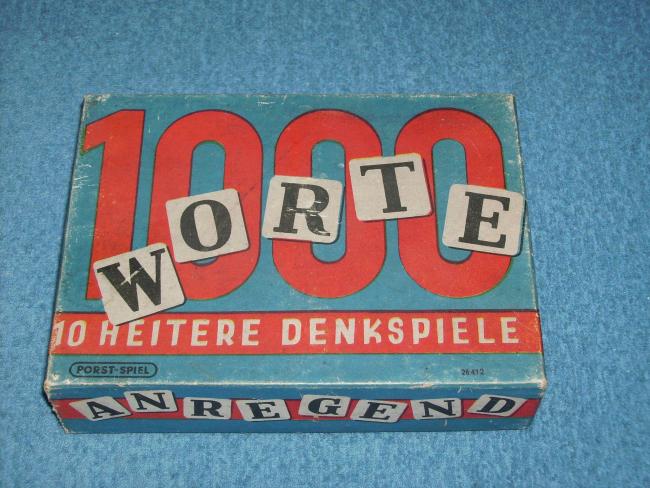 1000
WORTE
10 HEITERE DENKSPIELE
PORST-SPIEL
26412
ANREGEND